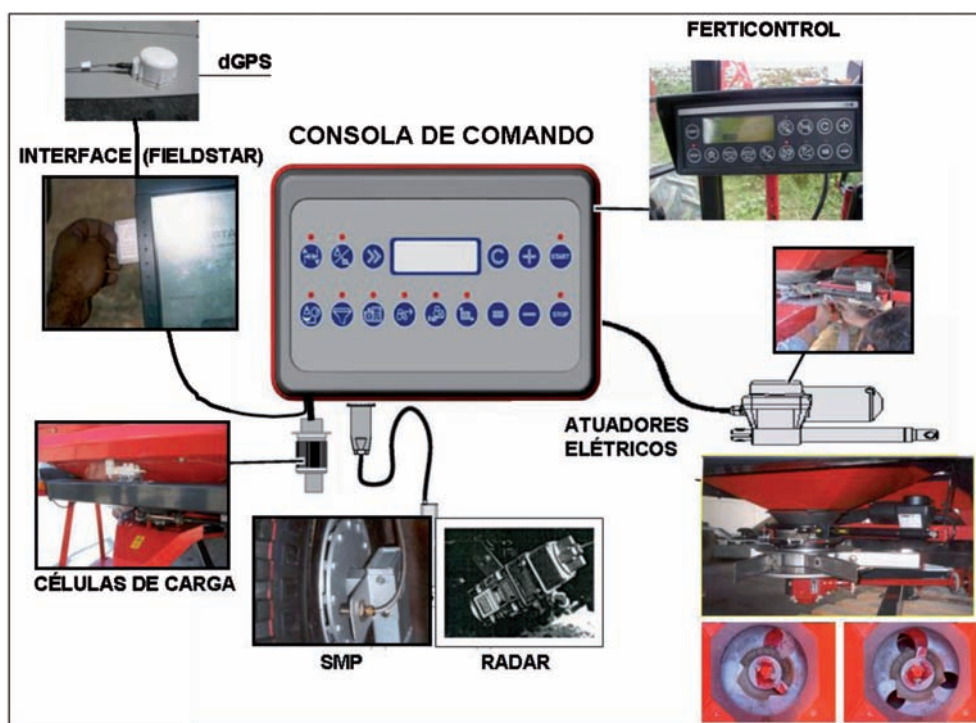 dGPS
FERTICONTROL
CONSOLA DE COMANDO
INTERFACE (FIELDSTAR)
C
START
STOP
C
ATUADORES
ELÉTRICOS
CÉLULAS DE CARGA
SMP
RADAR